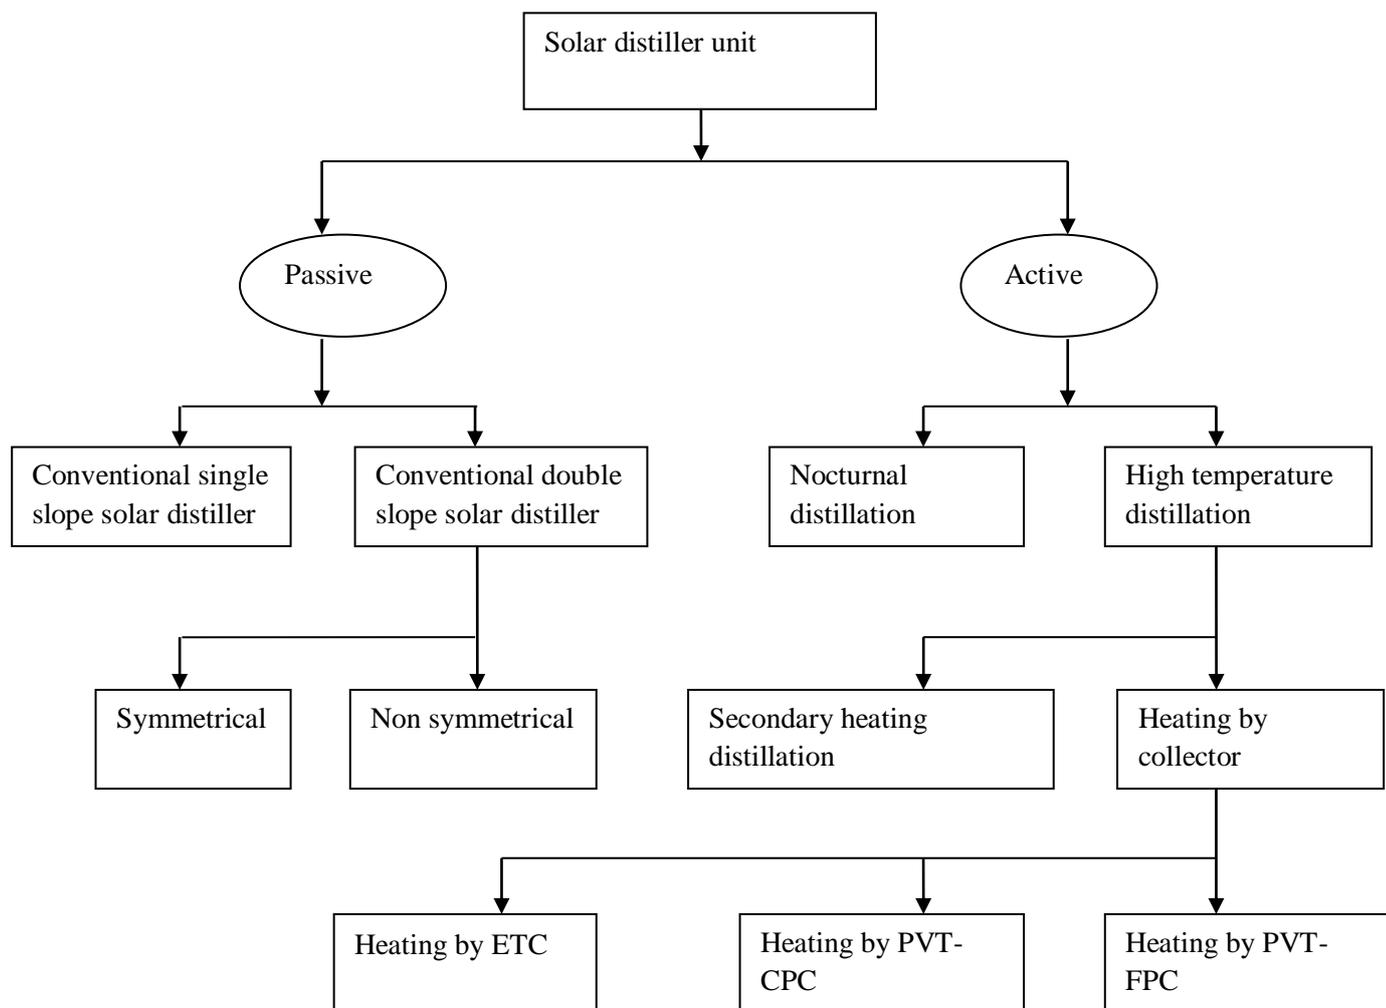 Solar distiller unit
Passive
Active
Conventional single
slope solar distiller
Conventional double
slope solar distiller
Nocturnal
distillation
High temperature
distillation
Symmetrical
Non symmetrical
Secondary heating
distillation
Heating by
collector
Heating by ETC
Heating by PVT-
CPC
Heating by PVT-
FPC